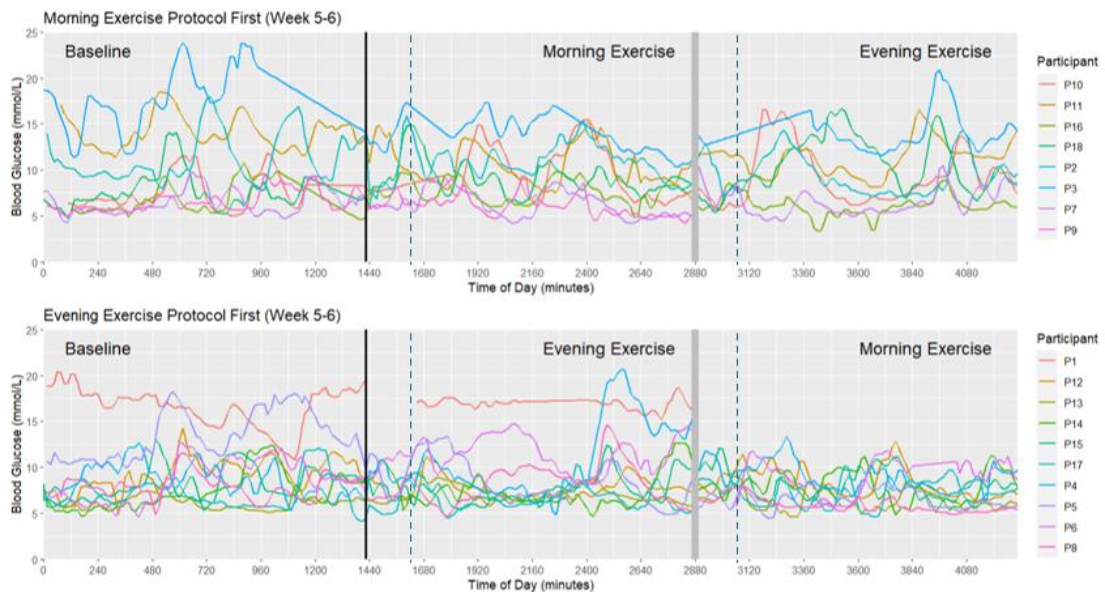 Morning Exercise Protocol First (Week 5-6)
25
20
15
10
5
0
Blood Glucose (mmol/L)
Baseline
Morning Exercise
Evening Exercise
0 240 480 720 960 1200 1440 1680 1920 2160 2400 2640 2880 3120 3360 3600 3840 4080
Time of Day (minutes)
Participant
P10
P11
P16
P18
P2
P3
P7
P9
Evening Exercise Protocol First (Week 5-6)
25
20
15
10
5
0
Blood Glucose (mmol/L)
Baseline
Evening Exercise
Morning Exercise
0 240 480 720 960 1200 1440 1680 1920 2160 2400 2640 2880 3120 3360 3600 3840 4080
Time of Day (minutes)
Participant
P1
P12
P13
P14
P15
P17
P4
P5
P6
P8